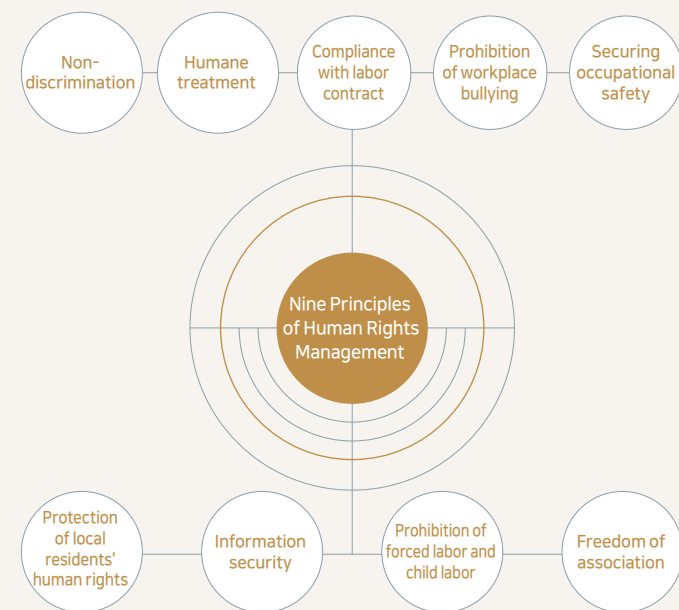 Non-
discrimination
Humane
treatment
Compliance
with labor
contract
Prohibition
of workplace
bullying
Securing
occupational
safety
Nine Principles
of Human Rights
Management
Protection
of local
residents'
human rights
Information
security
Prohibition of
forced labor and
child labor
Freedom of
association